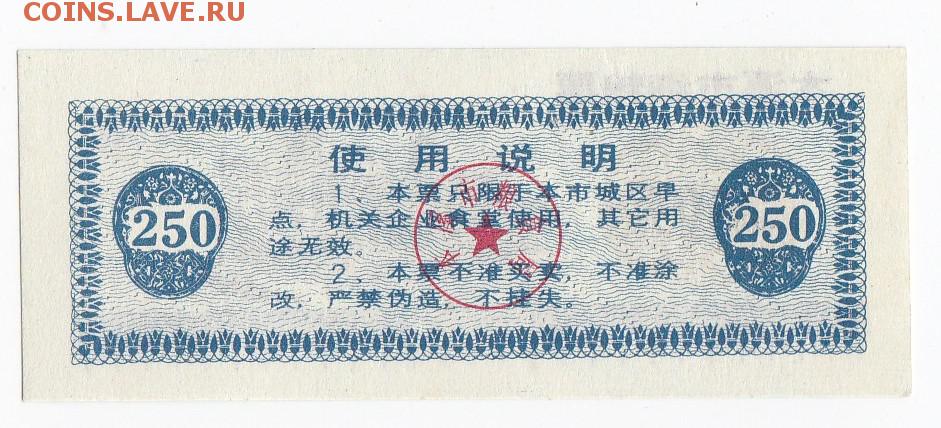 COINS.LAVE.RU
使用说明
1、本票只限于本市城区早
点，机关企业食堂使用，其它用
途无效。
2、本票不准买卖，不准涂
改，严禁伪造，不挂失。
250
250